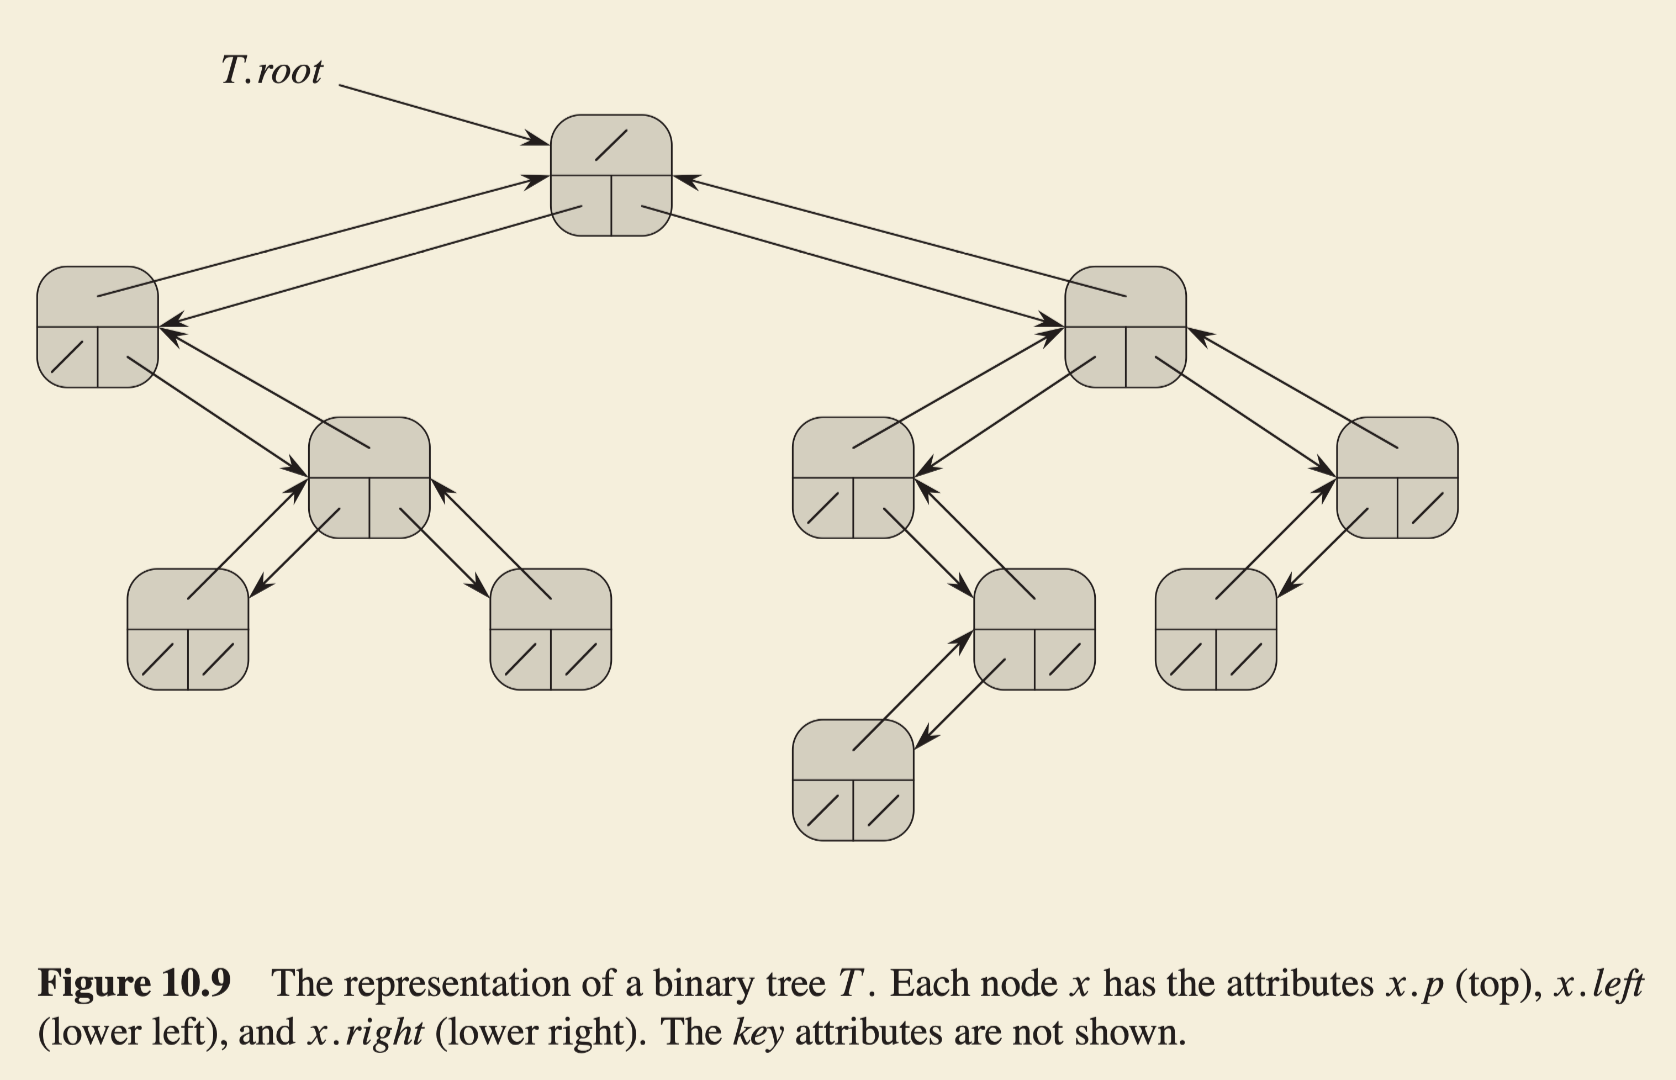 T.root
Figure 10.9 The representation of a binary tree T. Each node x has the attributes x.p (top), x.left
(lower left), and x.right (lower right). The key attributes are not shown.